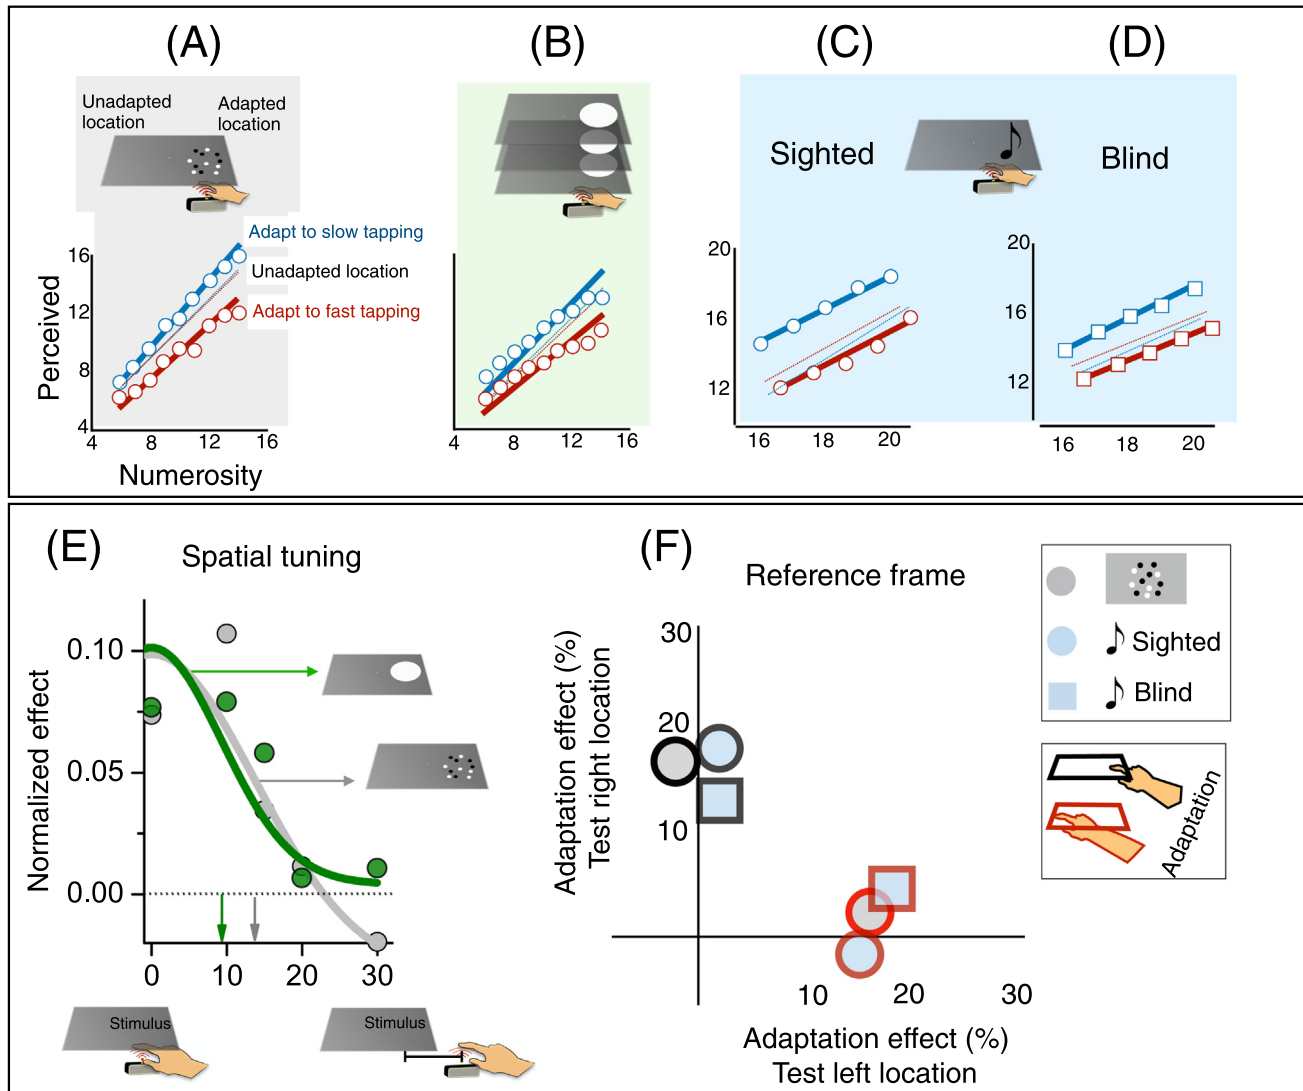 (A)
(B)
(C)
(D)
Unadapted
location
Adapted
location
Sighted
Blind
Adapt to slow tapping
Unadapted location
Adapt to fast tapping
Perceived
16
12
8
4
4
8
12
16
Numerosity
4
8
12
16
20
16
12
16
18
20
20
16
12
16
18
20
(E)
Spatial tuning
Normalized effect
0.10
0.05
0.00
0
10
20
30
Stimulus
Stimulus
(F)
Reference frame
Adaptation effect (%)
Test right location
30
20
10
10
20
30
Adaptation effect (%)
Test left location
Sighted
Blind
Adaptation